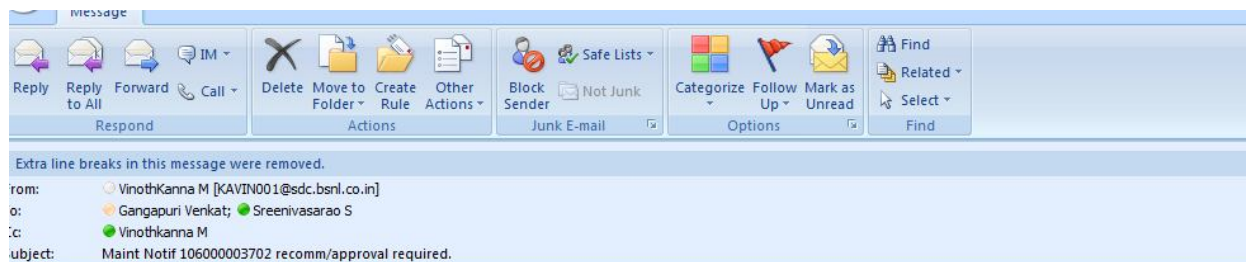 Message
Reply Reply to All Forward IM Call Delete Move to Folder Create Rule Other Actions Block Sender Safe Lists Not Junk Categorize Follow Up Mark as Unread Find Related Select
Respond Actions Junk E-mail Options Find
Extra line breaks in this message were removed.
rom: VinothKanna M [KAVIN001@sdc.bsnl.co.in]
o: Gangapuri Venkat; Sreenivasarao S
c: Vinothkanna M
ubject: Maint Notif 106000003702 recomm/approval required.